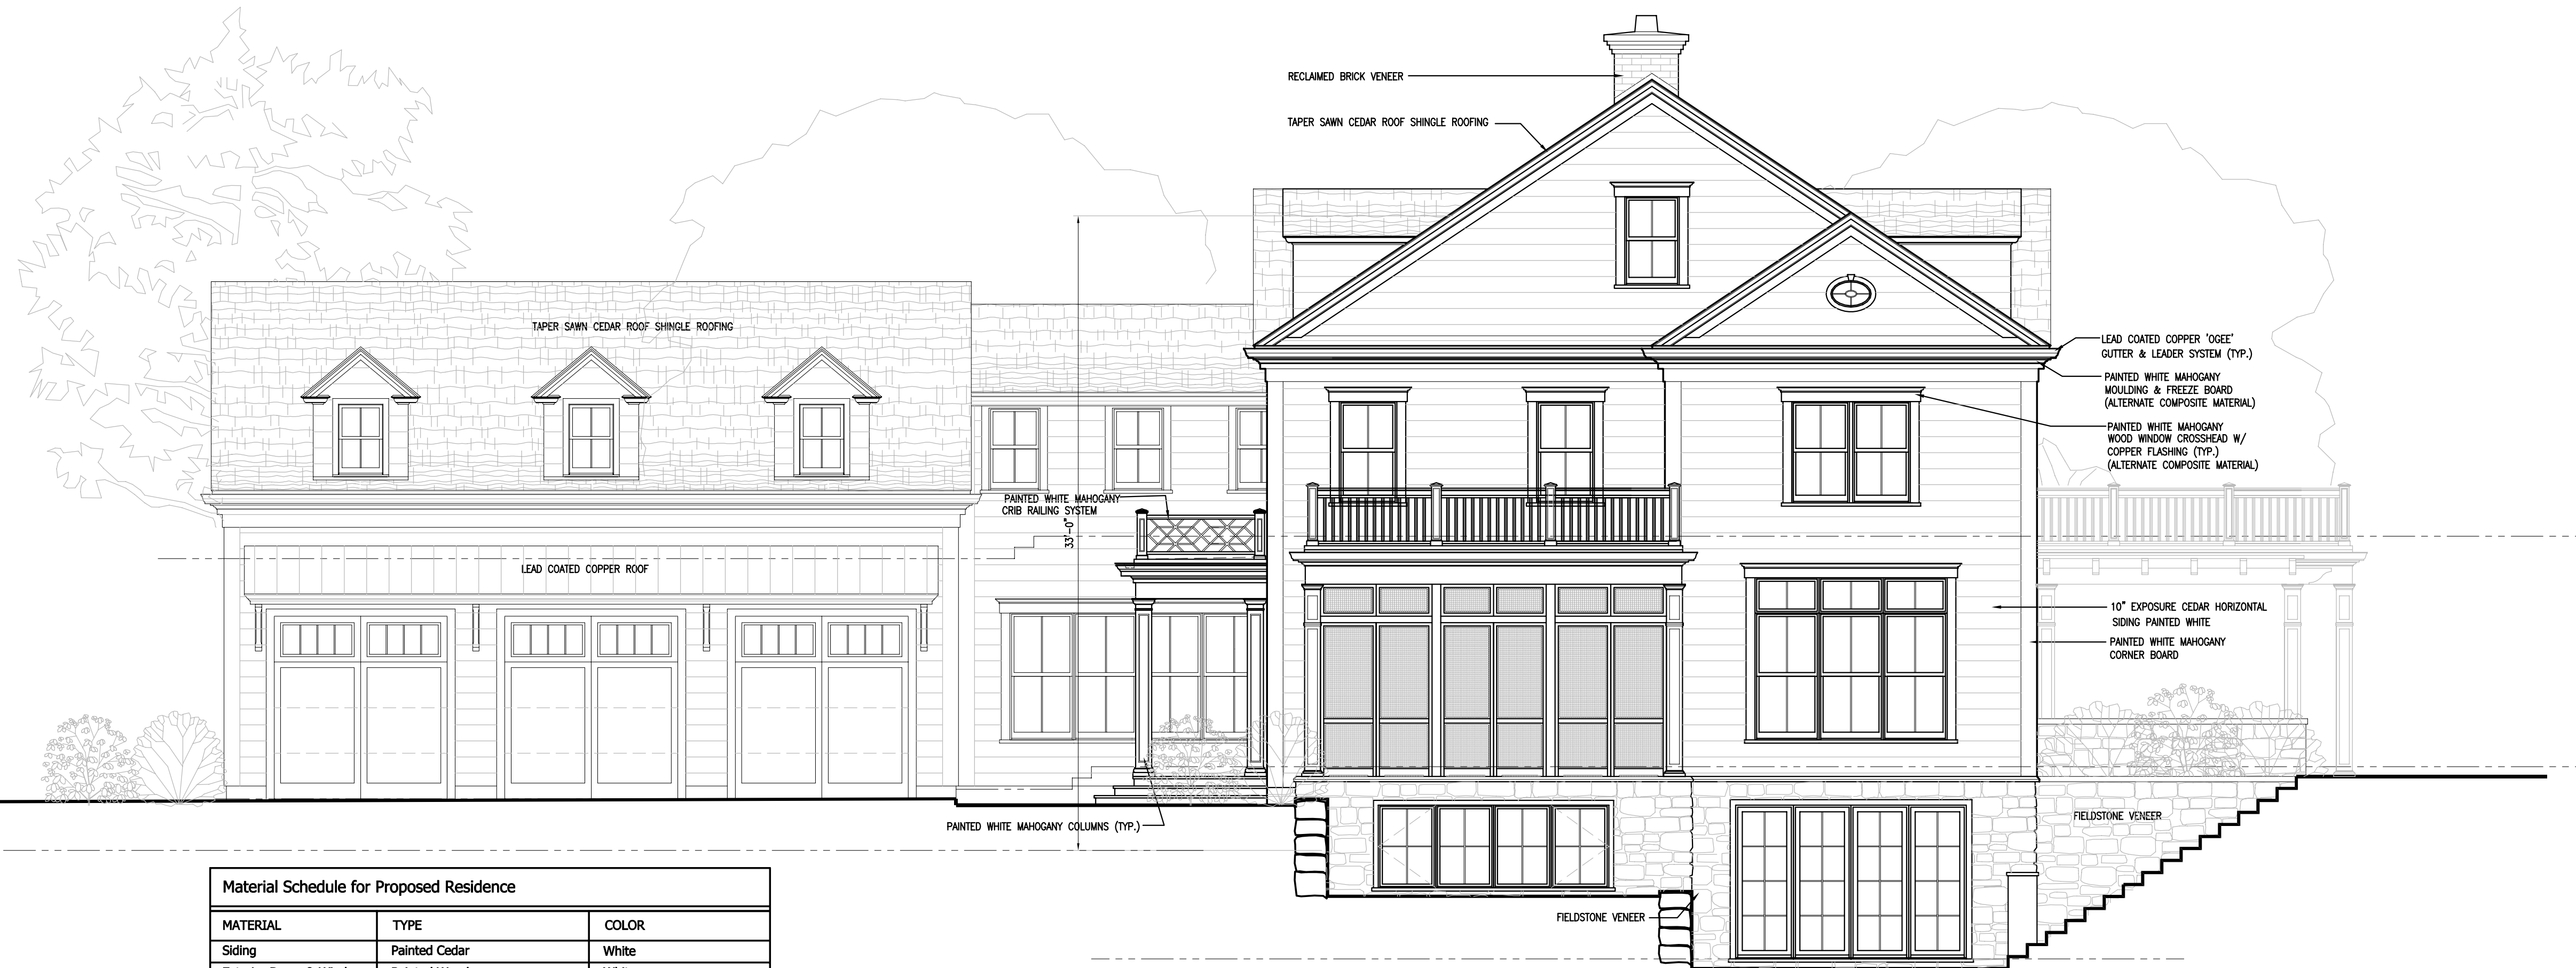 RECLAIMED BRICK VENEER
TAPER SAWN CEDAR ROOF SHINGLE ROOFING
TAPER SAWN CEDAR ROOF SHINGLE ROOFING
LEAD COATED COPPER 'OGEE'
GUTTER & LEADER SYSTEM (TYP.)
PAINTED WHITE MAHOGANY
MOULDING & FREEZE BOARD
(ALTERNATE COMPOSITE MATERIAL)
PAINTED WHITE MAHOGANY
WOOD WINDOW CROSSHEAD W/
COPPER FLASHING (TYP.)
(ALTERNATE COMPOSITE MATERIAL)
PAINTED WHITE MAHOGANY
CRIB RAILING SYSTEM
33'-0"
LEAD COATED COPPER ROOF
10" EXPOSURE CEDAR HORIZONTAL
SIDING PAINTED WHITE
PAINTED WHITE MAHOGANY
CORNER BOARD
PAINTED WHITE MAHOGANY COLUMNS (TYP.)
FIELDSTONE VENEER
FIELDSTONE VENEER
Material Schedule for Proposed Residence
MATERIAL TYPE COLOR
Siding Painted Cedar White